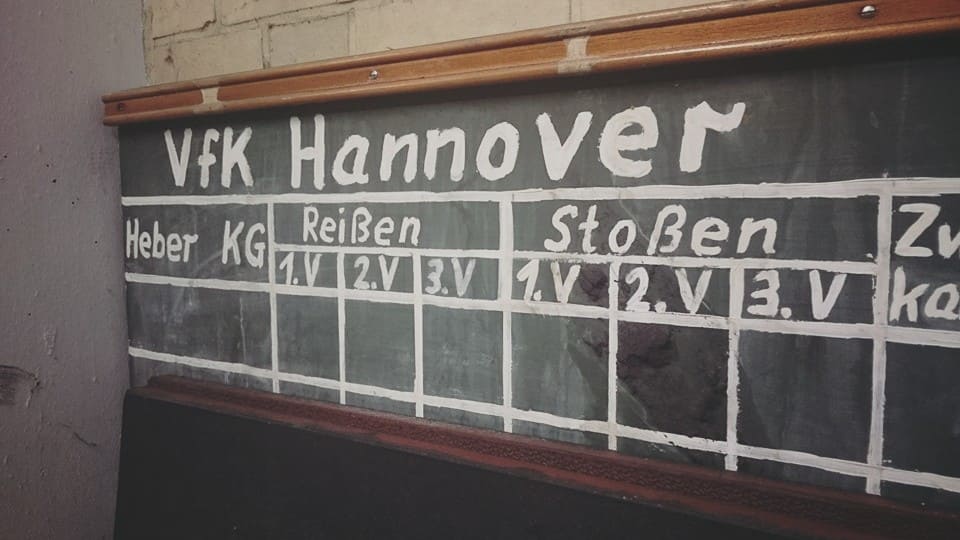 VfK Hannover
Heber KG Reißen Stoßen
1.V 2.V 3.V 1.V 2.V 3.V